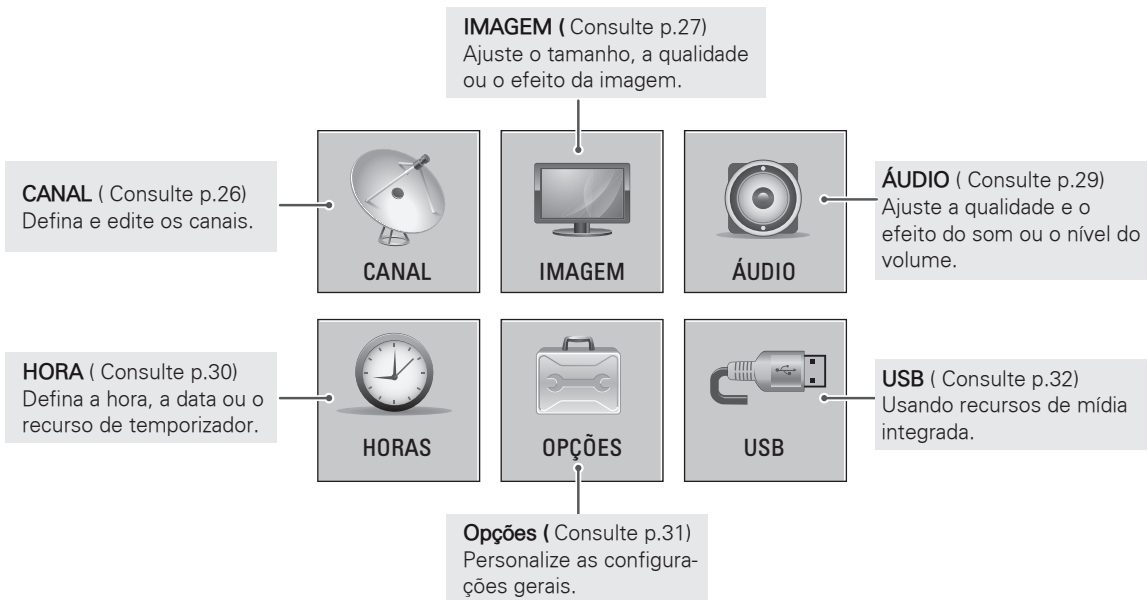 IMAGEM ( Consulte p.27)
Ajuste o tamanho, a qualidade
ou o efeito da imagem.
CANAL ( Consulte p.26)
Defina e edite os canais.
CANAL
IMAGEM
ÁUDIO
ÁUDIO ( Consulte p.29)
Ajuste a qualidade e o
efeito do som ou o nível do
volume.
HORA ( Consulte p.30)
Defina a hora, a data ou o
recurso de temporizador.
HORAS
OPÇÕES
USB
USB ( Consulte p.32)
Usando recursos de mídia
integrada.
Opções ( Consulte p.31)
Personalize as configura-
ções gerais.